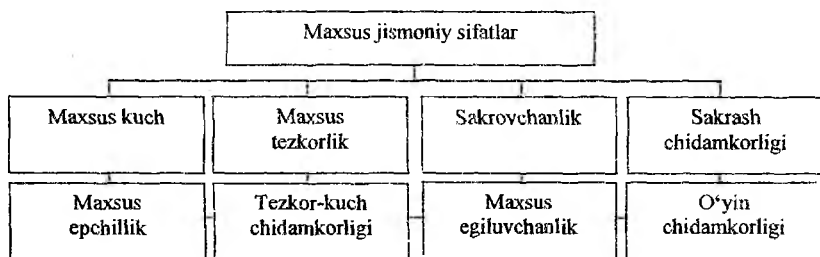 Maxsus jismoniy sifatlar
Maxsus kuch
Maxsus
tezkorlik
Sakrovchanlik
Sakrash
chidamkorligi
Maxsus
epchillik
Tezkor-kuch
chidamkorligi
Maxsus
egiluvchanlik
O‘yin
chidamkorligi